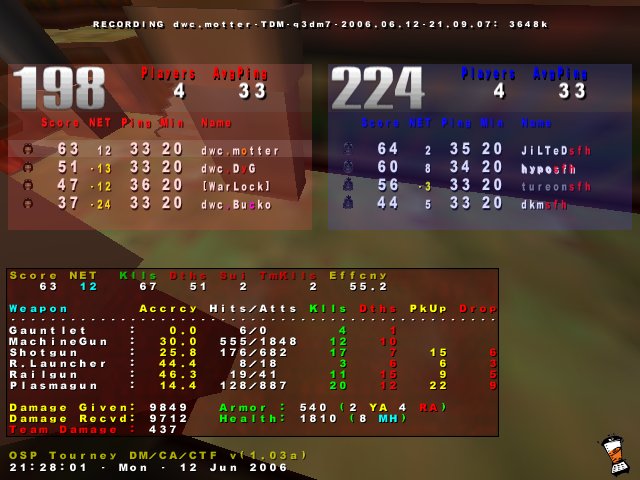 RECORDING dwc.motter-TDM-q3dm7-2006.06.12-21.09.07: 3648k
198 Players AvgPing
4 33
Score NET Ping Min Name
63 12 33 20 dwc.motter
51 -13 33 20 dwc.DyG
47 -12 36 20 [WarLock]
37 -24 33 20 dwc.Bucko
224 Players AvgPing
4 33
Score NET Ping Min Name
64 2 35 20 JiLTeDsfh
60 8 34 20 hyposfh
56 -3 33 20 tureonsfh
44 5 33 20 dkmsfh
Score NET Klls Dths Sui TmKlls Effcny
63 12 67 51 2 2 55.2
Weapon Accrcy Hits/Atts Klls Dths PkUp Drop
Gauntlet : 0.0 6/0 4 1
MachineGun : 30.0 555/1848 12 10
Shotgun : 25.8 176/682 17 7 15 6
R.Launcher : 44.4 8/18 3 6 6 3
Railgun : 46.3 19/41 11 15 9 5
Plasmagun : 14.4 128/887 20 12 22 9
Damage Given: 9849 Armor : 540 (2 YA 4 RA)
Damage Recvd: 9712 Health: 1810 (8 MH)
Team Damage : 437
OSP Tourney DM/CA/CTF v(1.03a)
21:28:01 - Mon - 12 Jun 2006